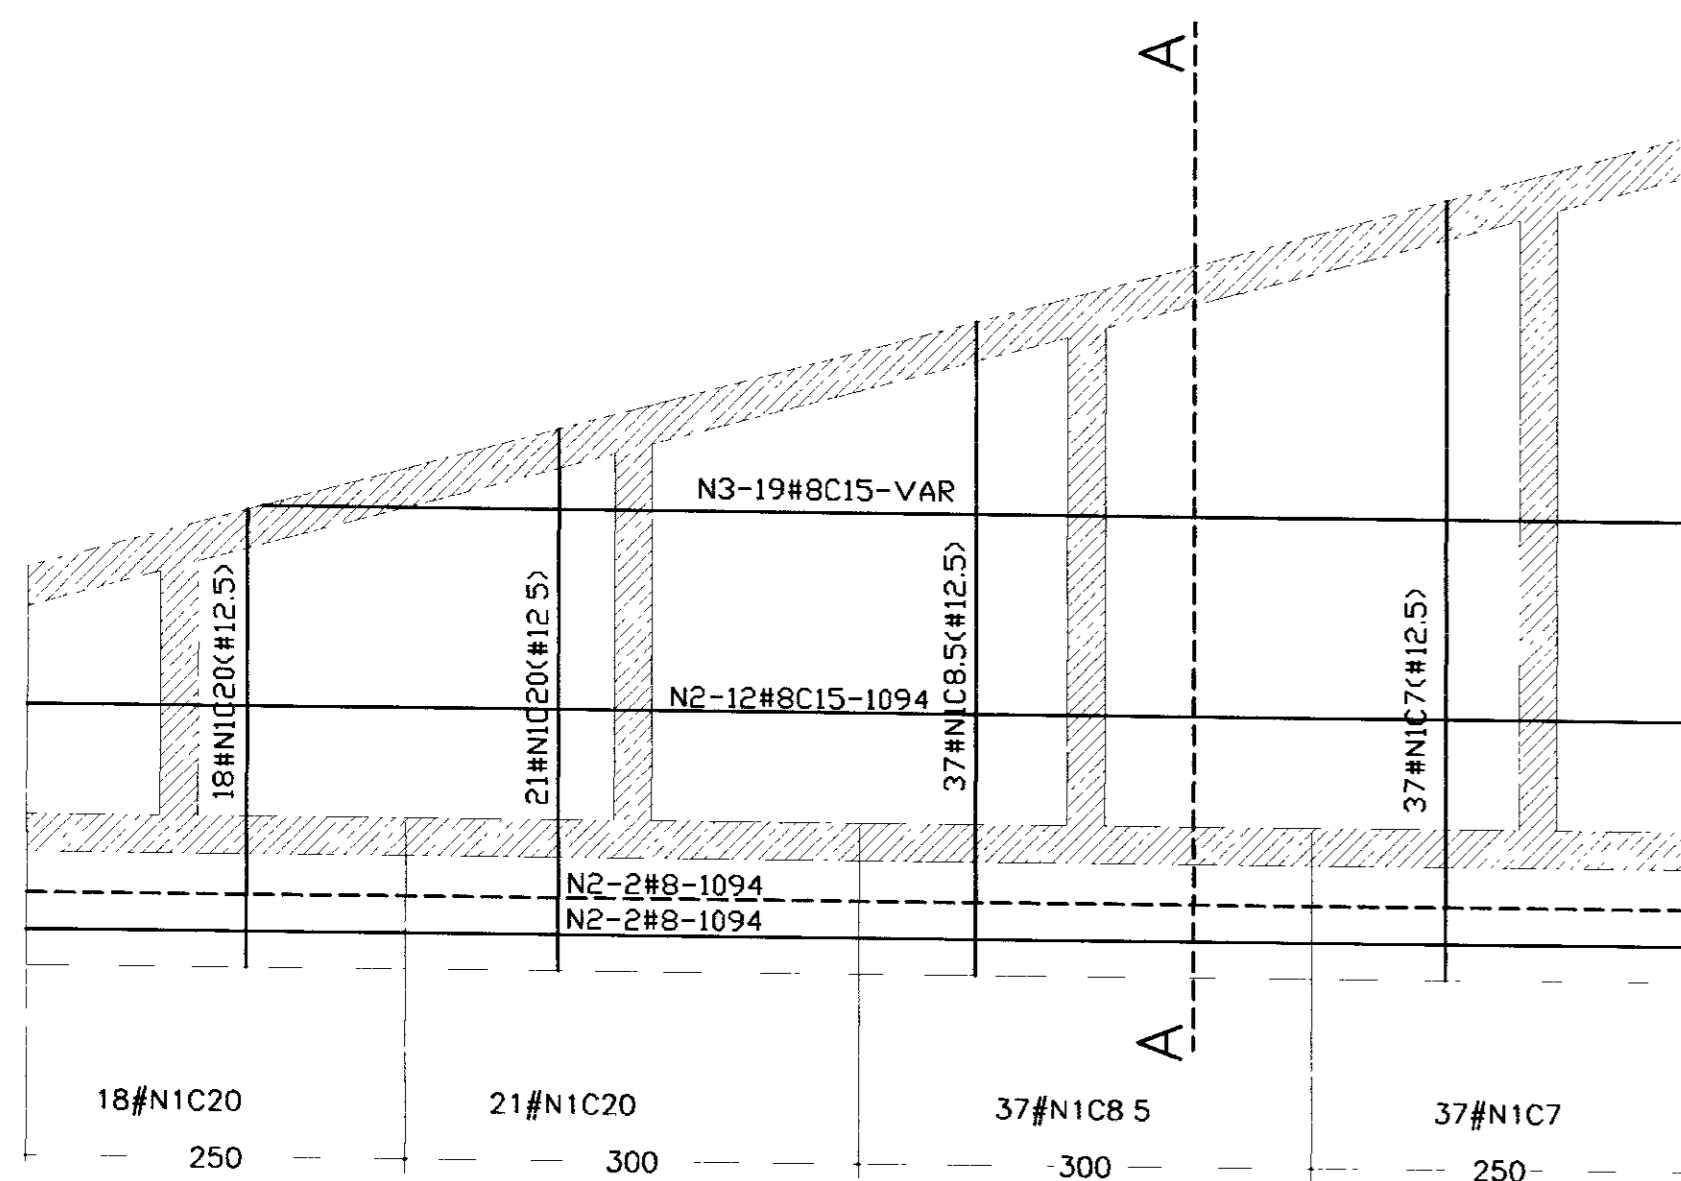 A
N3-19#8C15-VAR
18#N1C20(#12.5)
21#N1C20(#12 5)
37#N1C8.5(#12.5)
37#N1C7(#12.5)
N2-12#8C15-1094
N2-2#8-1094
N2-2#8-1094
A
18#N1C20
21#N1C20
37#N1C8 5
37#N1C7
250
300
300
250